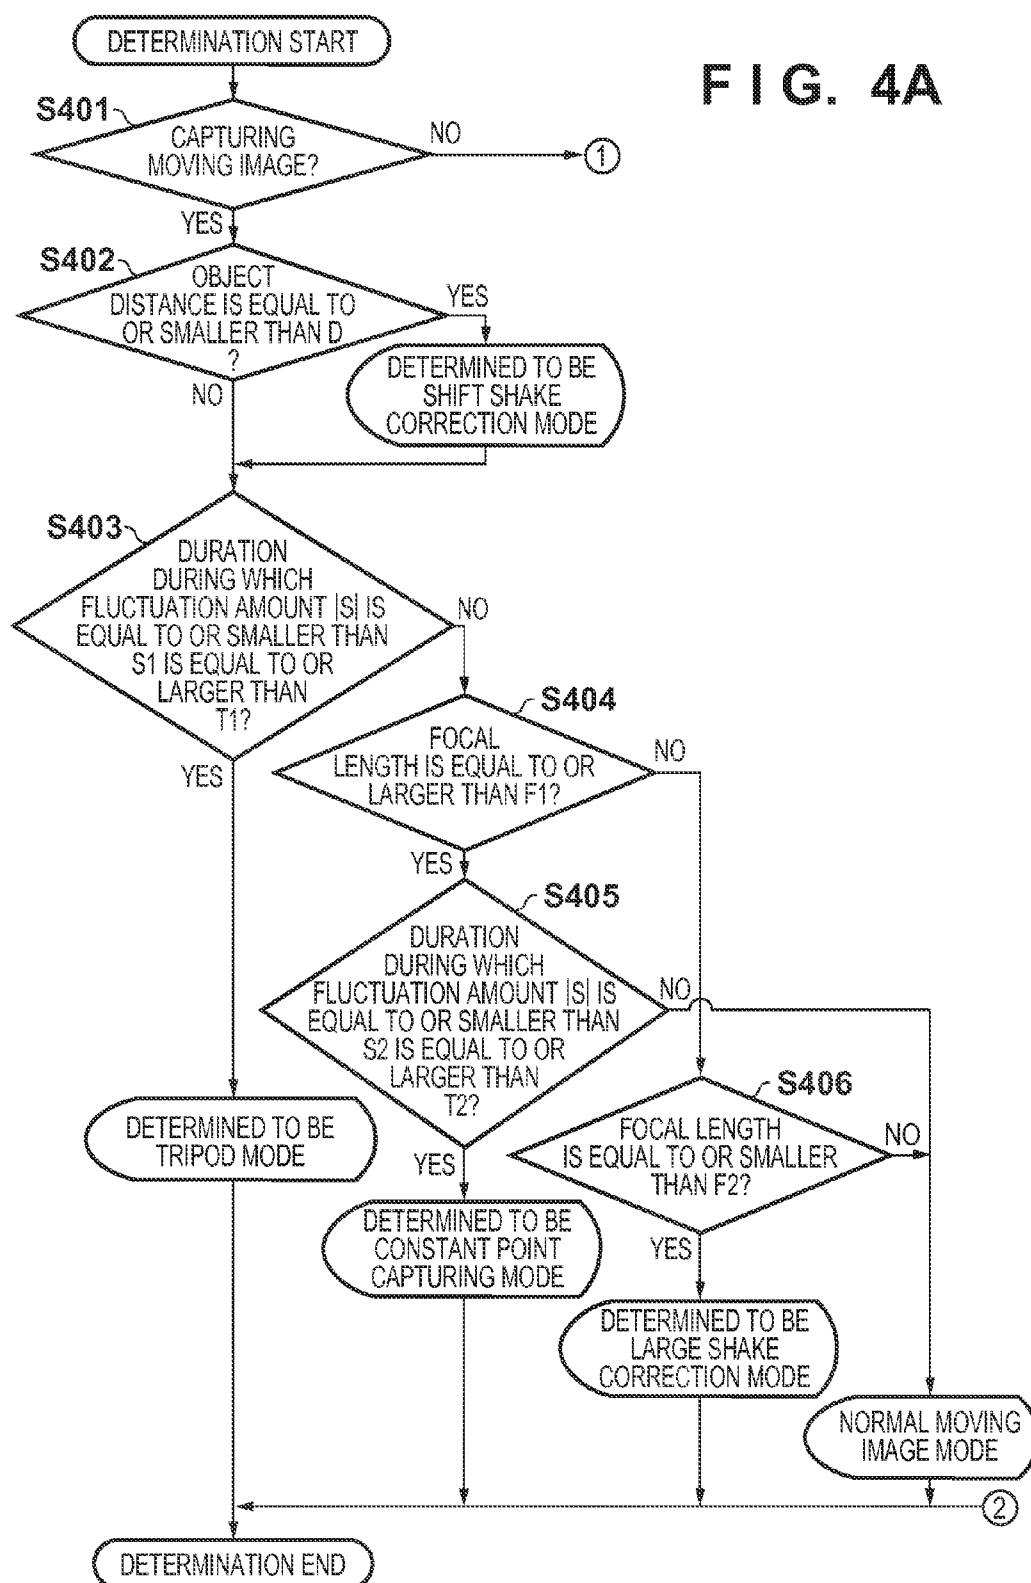 DETERMINATION START
FIG. 4A
S401
CAPTURING
MOVING IMAGE?
NO
1
YES
S402
OBJECT
DISTANCE IS EQUAL TO
OR SMALLER THAN D
?
YES
NO
DETERMINED TO BE
SHIFT SHAKE
CORRECTION MODE
S403
DURATION
DURING WHICH
FLUCTUATION AMOUNT |S| IS
EQUAL TO OR SMALLER THAN
S1 IS EQUAL TO OR
LARGER THAN
T1?
NO
YES
S404
FOCAL
LENGTH IS EQUAL TO OR
LARGER THAN F1?
NO
YES
S405
DURATION
DURING WHICH
FLUCTUATION AMOUNT |S| IS
EQUAL TO OR SMALLER THAN
S2 IS EQUAL TO OR
LARGER THAN
T2?
NO
YES
S406
FOCAL LENGTH
IS EQUAL TO OR SMALLER
THAN F2?
NO
YES
DETERMINED TO BE
TRIPOD MODE
DETERMINED TO BE
CONSTANT POINT
CAPTURING MODE
DETERMINED TO BE
LARGE SHAKE
CORRECTION MODE
NORMAL MOVING
IMAGE MODE
2
DETERMINATION END